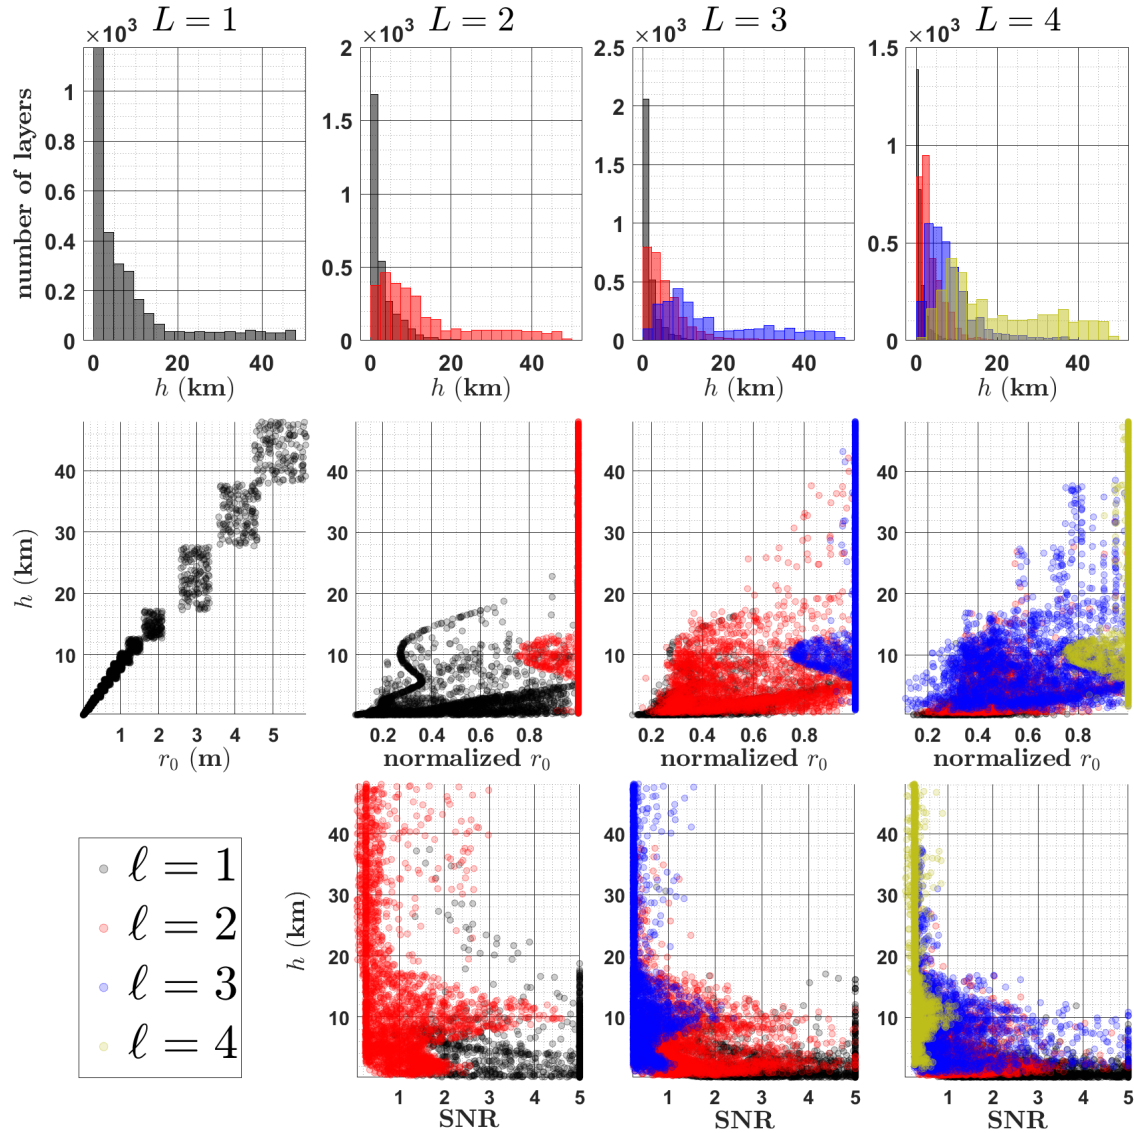 L = 1 L = 2 L = 3 L = 4
×10³ ×10³ ×10³ ×10³
number of layers
1
0.8
0.6
0.4
0.2
0
0 20 40
h (km)
2
1.5
1
0.5
0
0 20 40
h (km)
2.5
2
1.5
1
0.5
0
0 20 40
h (km)
1.5
1
0.5
0
0 20 40
h (km)
h (km)
40
30
20
10
1 2 3 4 5
r₀ (m)
40
30
20
10
0.2 0.4 0.6 0.8
normalized r₀
40
30
20
10
0.2 0.4 0.6 0.8
normalized r₀
40
30
20
10
0.2 0.4 0.6 0.8
normalized r₀
ℓ = 1
ℓ = 2
ℓ = 3
ℓ = 4
h (km)
40
30
20
10
1 2 3 4 5
SNR
40
30
20
10
1 2 3 4 5
SNR
40
30
20
10
1 2 3 4 5
SNR